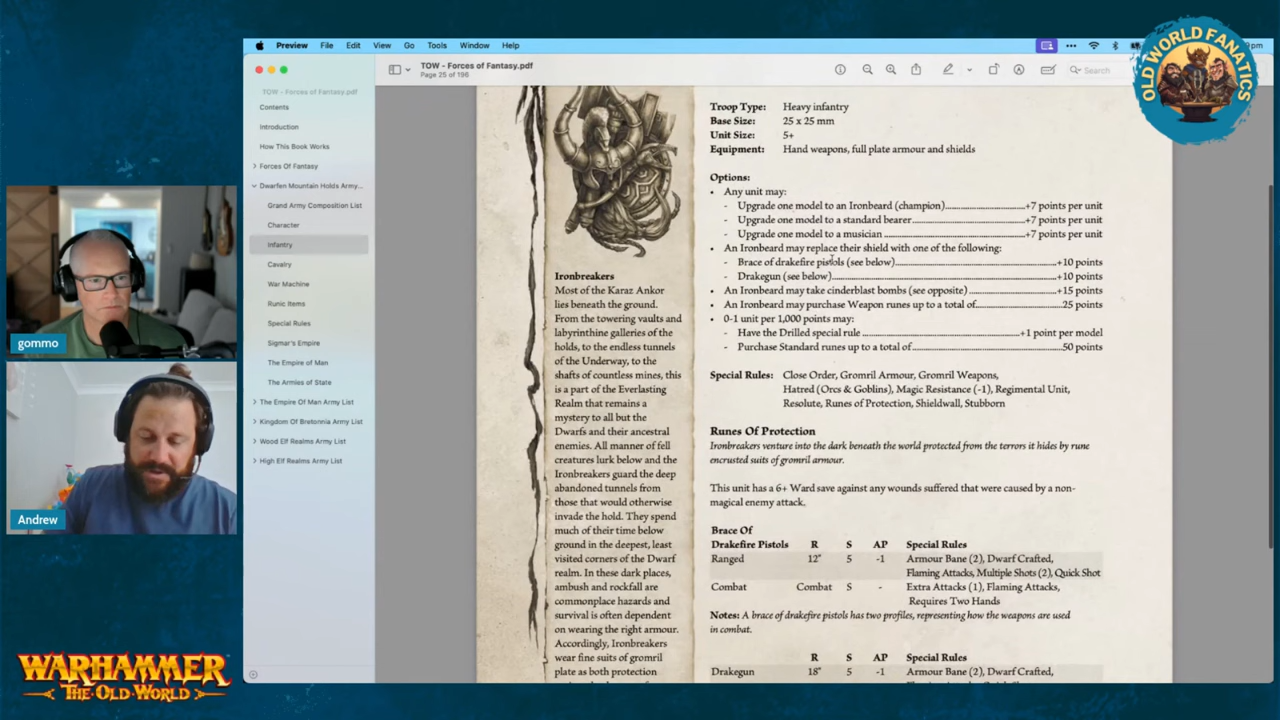 Preview File Edit View Go Tools Window Help
TOW - Forces of Fantasy.pdf
Page 25 of 196
Search
OLD WORLD FANATICS
TOW - Forces of Fantasy.pdf
Contents
Introduction
How This Book Works
Forces Of Fantasy
Dwarfen Mountain Holds Army...
Grand Army Composition List
Character
Infantry
Cavalry
War Machine
Runic Items
Special Rules
Sigmar's Empire
The Empire of Man
The Armies of State
The Empire Of Man Army List
Kingdom Of Bretonnia Army List
Wood Elf Realms Army List
High Elf Realms Army List
gommo
Andrew
WARHAMMER
THE OLD WORLD
Ironbreakers
Most of the Karaz Ankor
lies beneath the ground.
From the towering vaults and
labyrinthine galleries of the
holds, to the endless tunnels
of the Underway, to the
shafts of countless mines, this
is a part of the Everlasting
Realm that remains a
mystery to all but the
Dwarfs and their ancestral
enemies. All manner of fell
creatures lurk below and the
Ironbreakers guard the deep
abandoned tunnels from
those that would otherwise
invade the hold. They spend
much of their time below
ground in the deepest, least
visited corners of the Dwarf
realm. In these dark places,
ambush and rockfall are
commonplace hazards and
survival is often dependent
on wearing the right armour.
Accordingly, Ironbreakers
wear fine suits of gromril
plate as both protection
Troop Type: Heavy infantry
Base Size: 25 x 25 mm
Unit Size: 5+
Equipment: Hand weapons, full plate armour and shields
Options:
• Any unit may:
- Upgrade one model to an Ironbeard (champion)....+7 points per unit
- Upgrade one model to a standard bearer....+7 points per unit
- Upgrade one model to a musician....+7 points per unit
• An Ironbeard may replace their shield with one of the following:
- Brace of drakefire pistols (see below)....+10 points
- Drakegun (see below)....+10 points
• An Ironbeard may take cinderblast bombs (see opposite)....+15 points
• An Ironbeard may purchase Weapon runes up to a total of....25 points
• 0-1 unit per 1,000 points may:
- Have the Drilled special rule....+1 point per model
- Purchase Standard runes up to a total of....50 points
Special Rules: Close Order, Gromril Armour, Gromril Weapons,
Hatred (Orcs & Goblins), Magic Resistance (-1), Regimental Unit,
Resolute, Runes of Protection, Shieldwall, Stubborn
Runes Of Protection
Ironbreakers venture into the dark beneath the world protected from the terrors it hides by rune
encrusted suits of gromril armour.
This unit has a 6+ Ward save against any wounds suffered that were caused by a non-
magical enemy attack.
Brace Of
Drakefire Pistols R S AP Special Rules
Ranged 12" 5 -1 Armour Bane (2), Dwarf Crafted,
Flaming Attacks, Multiple Shots (2), Quick Shot
Combat Combat S - Extra Attacks (1), Flaming Attacks,
Requires Two Hands
Notes: A brace of drakefire pistols has two profiles, representing how the weapons are used
in combat.
R S AP Special Rules
Drakegun 18" 5 -1 Armour Bane (2), Dwarf Crafted,